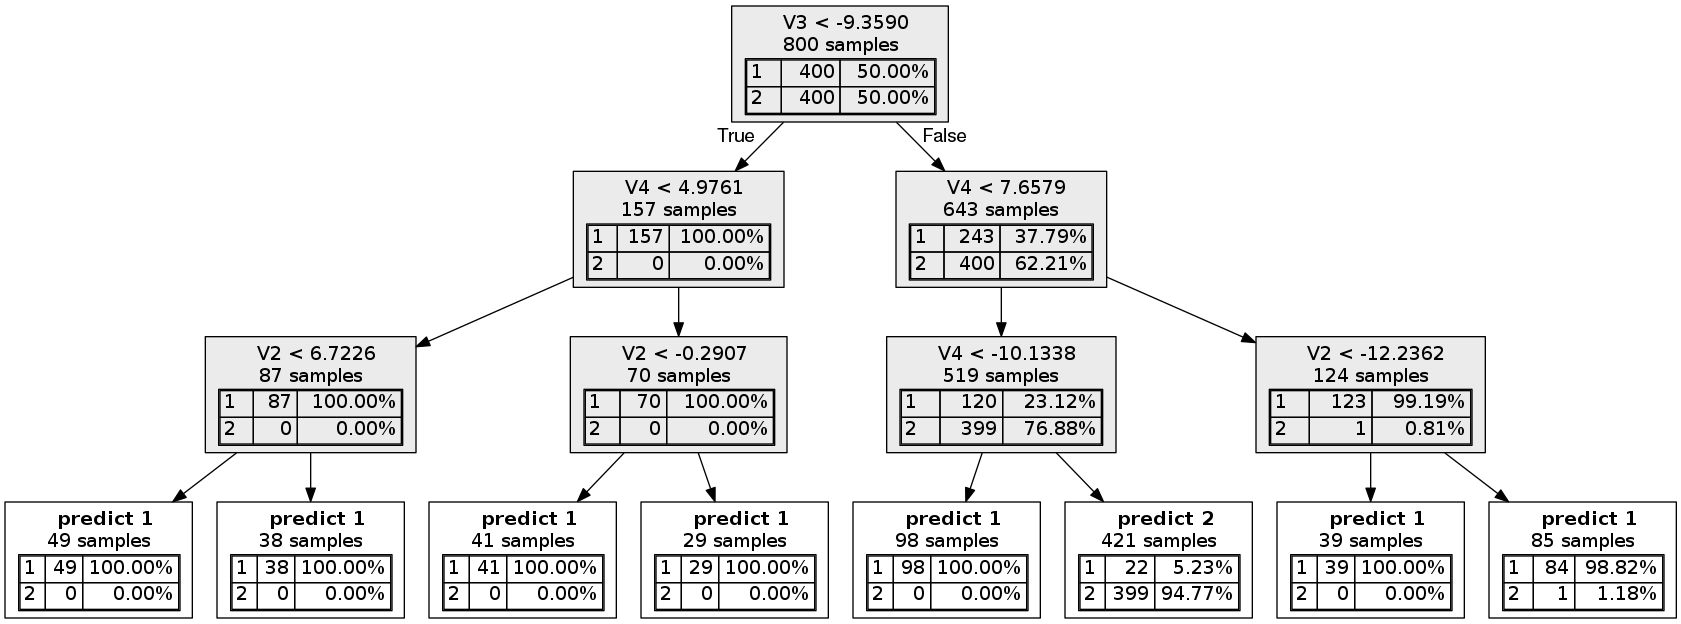 V3 < -9.3590
800 samples
1 400 50.00%
2 400 50.00%
True
False
V4 < 4.9761
157 samples
1 157 100.00%
2 0 0.00%
V4 < 7.6579
643 samples
1 243 37.79%
2 400 62.21%
V2 < 6.7226
87 samples
1 87 100.00%
2 0 0.00%
V2 < -0.2907
70 samples
1 70 100.00%
2 0 0.00%
V4 < -10.1338
519 samples
1 120 23.12%
2 399 76.88%
V2 < -12.2362
124 samples
1 123 99.19%
2 1 0.81%
predict 1
49 samples
1 49 100.00%
2 0 0.00%
predict 1
38 samples
1 38 100.00%
2 0 0.00%
predict 1
41 samples
1 41 100.00%
2 0 0.00%
predict 1
29 samples
1 29 100.00%
2 0 0.00%
predict 1
98 samples
1 98 100.00%
2 0 0.00%
predict 2
421 samples
1 22 5.23%
2 399 94.77%
predict 1
39 samples
1 39 100.00%
2 0 0.00%
predict 1
85 samples
1 84 98.82%
2 1 1.18%